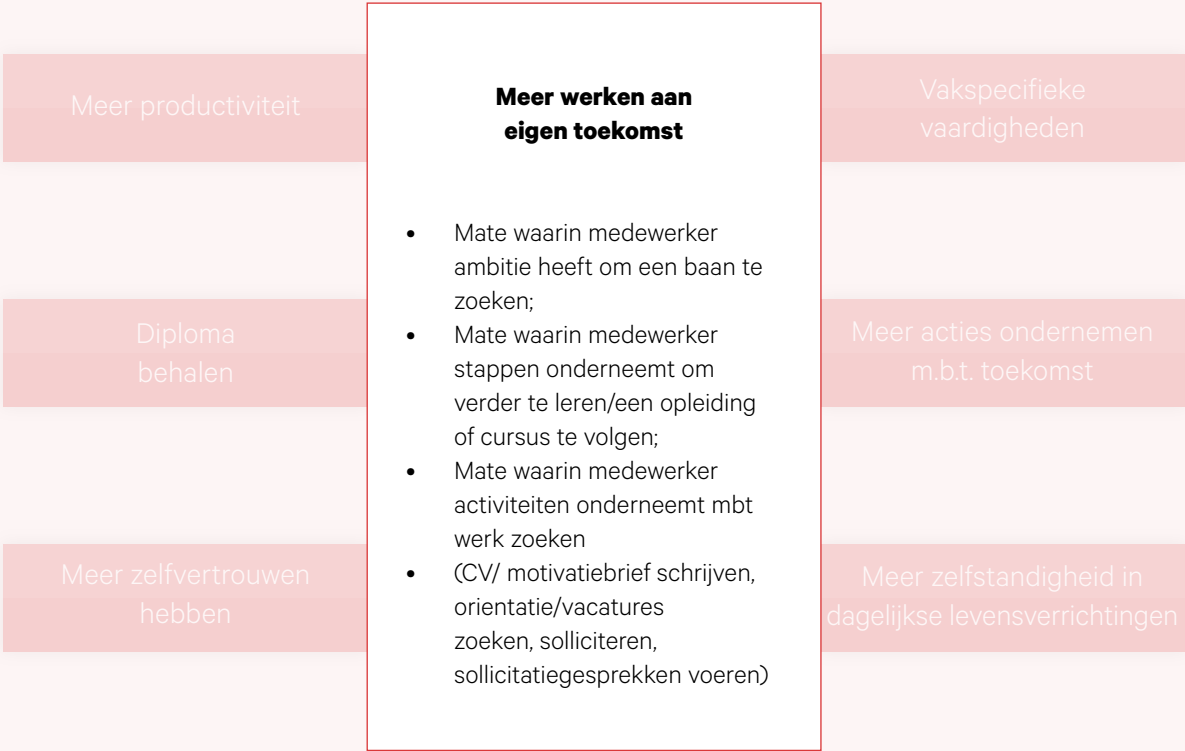 Meer productiviteit
Diploma
behalen
Meer zelfvertrouwen
hebben
Meer werken aan
eigen toekomst
• Mate waarin medewerker
ambitie heeft om een baan te
zoeken;
• Mate waarin medewerker
stappen onderneemt om
verder te leren/een opleiding
of cursus te volgen;
• Mate waarin medewerker
activiteiten onderneemt mbt
werk zoeken
• (CV/ motivatiebrief schrijven,
orientatie/vacatures
zoeken, solliciteren,
sollicitatiegesprekken voeren)
Vakspecifieke
vaardigheden
Meer acties ondernemen
m.b.t. toekomst
Meer zelfstandigheid in
dagelijkse levensverrichtingen